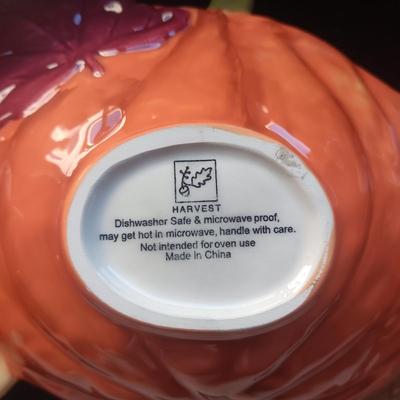 HARVEST
Dishwasher Safe & microwave proof,
may get hot in microwave, handle with care.
Not intended for oven use
Made In China